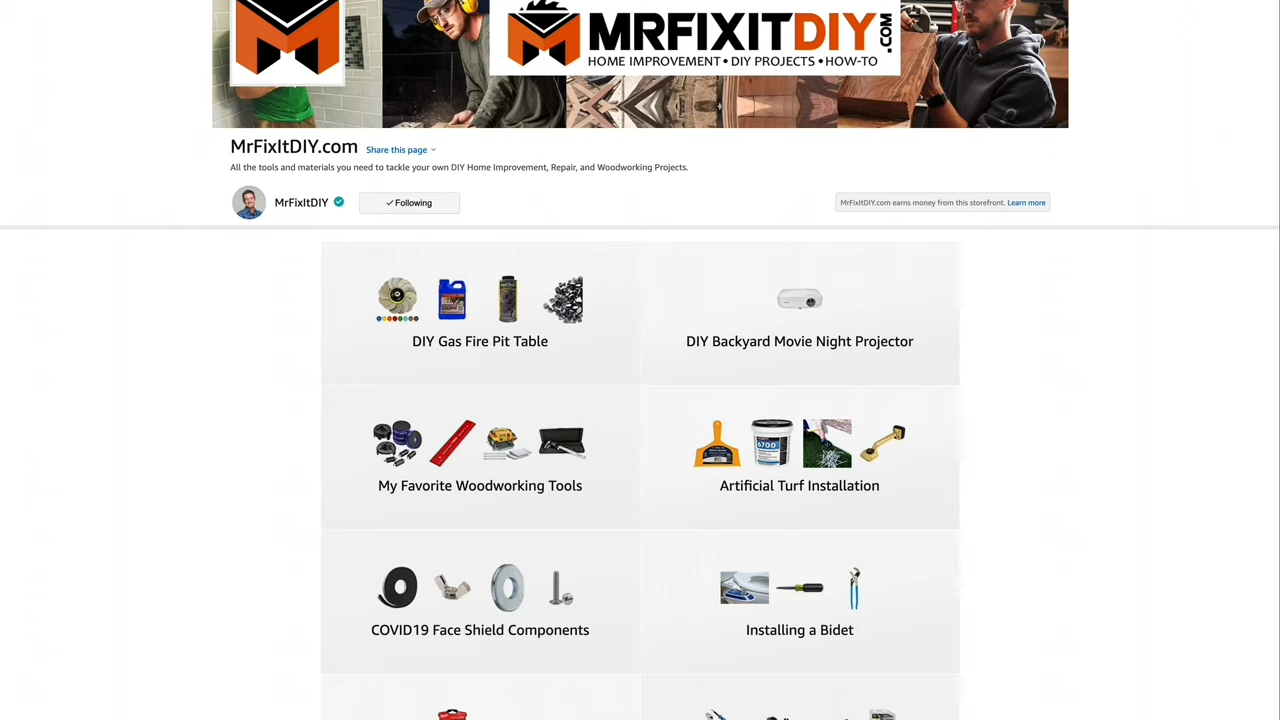 MRFIXITDIY.COM
HOME IMPROVEMENT • DIY PROJECTS • HOW-TO
MrFixItDIY.com Share this page
All the tools and materials you need to tackle your own DIY Home Improvement, Repair, and Woodworking Projects.
MrFixItDIY Following MrFixItDIY.com earns money from this storefront. Learn more
DIY Gas Fire Pit Table
DIY Backyard Movie Night Projector
6700
My Favorite Woodworking Tools
Artificial Turf Installation
COVID19 Face Shield Components
Installing a Bidet